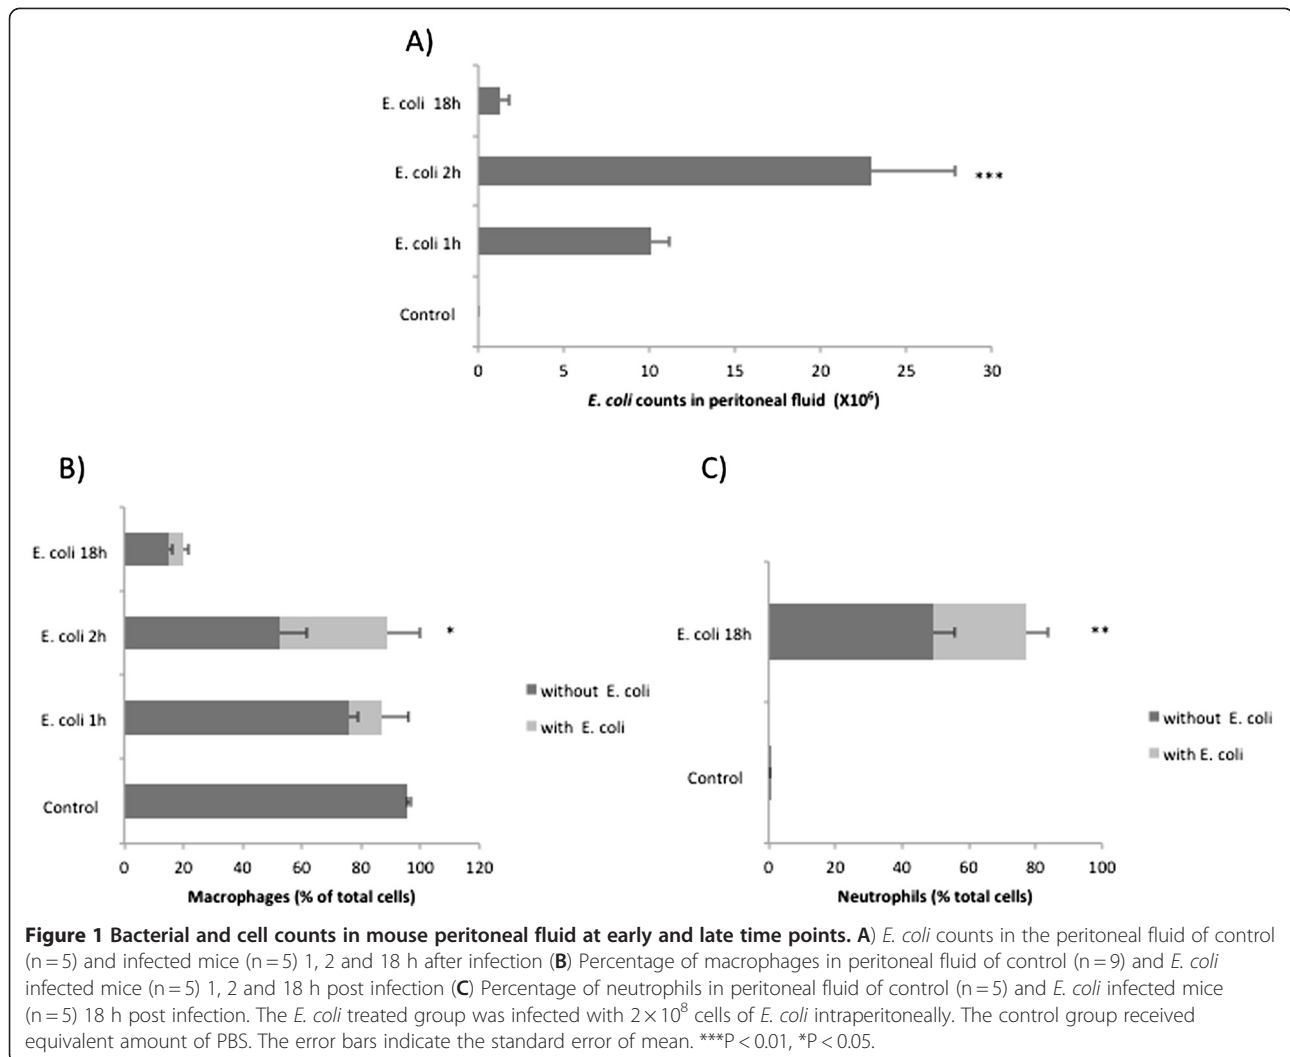 A)
E. coli 18h
E. coli 2h
***
E. coli 1h
Control
0 5 10 15 20 25 30
E. coli counts in peritoneal fluid (X10⁶)
B)
E. coli 18h
E. coli 2h
*
E. coli 1h
Control
without E. coli
with E. coli
0 20 40 60 80 100 120
Macrophages (% of total cells)
C)
E. coli 18h
**
Control
without E. coli
with E. coli
0 20 40 60 80 100
Neutrophils (% total cells)
Figure 1 Bacterial and cell counts in mouse peritoneal fluid at early and late time points. A) E. coli counts in the peritoneal fluid of control
(n = 5) and infected mice (n = 5) 1, 2 and 18 h after infection (B) Percentage of macrophages in peritoneal fluid of control (n = 9) and E. coli
infected mice (n = 5) 1, 2 and 18 h post infection (C) Percentage of neutrophils in peritoneal fluid of control (n = 5) and E. coli infected mice
(n = 5) 18 h post infection. The E. coli treated group was infected with 2 × 10⁸ cells of E. coli intraperitoneally. The control group received
equivalent amount of PBS. The error bars indicate the standard error of mean. ***P < 0.01, *P < 0.05.